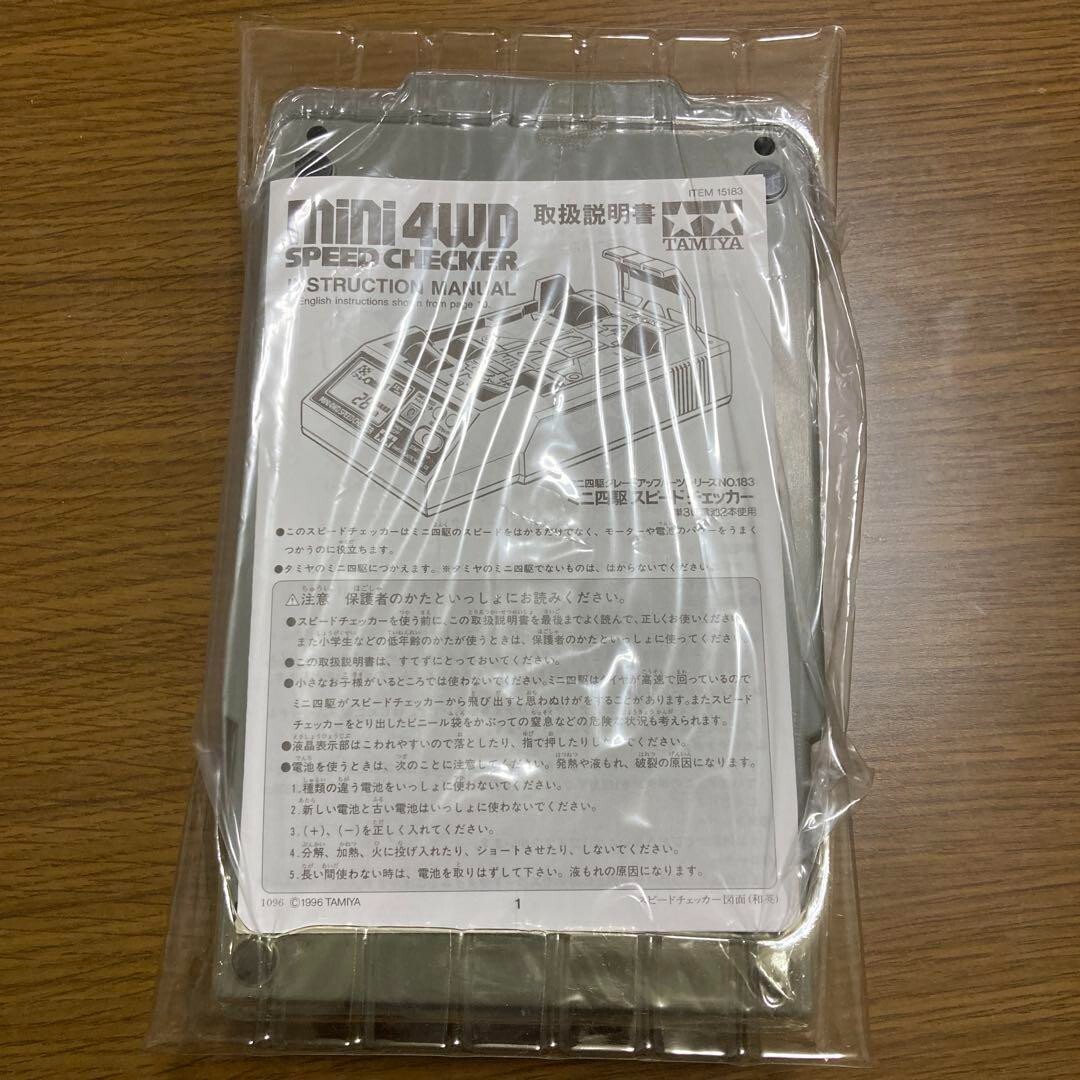 ITEM 15183
mini 4WD 取扱説明書
SPEED CHECKER TAMIYA
INSTRUCTION MANUAL
English instructions shown from page 10.
ミニ四駆グレードアップパーツシリーズNO.183
ミニ四駆スピードチェッカー
単3電池2本使用
●このスピードチェッカーはミニ四駆のスピードをはかるだけでなく、モーターや電池のパワーをうまく
つかうのに役立ちます。
●タミヤのミニ四駆につかえます。※タミヤのミニ四駆でないものは、はからないでください。
⚠注意 保護者のかたといっしょにお読みください。
●スピードチェッカーを使う前に、この取扱説明書を最後までよく読んで、正しくお使いください。
また小学生などの低年齢のかたが使うときは、保護者のかたといっしょに使ってください。
●この取扱説明書は、すてずにとっておいてください。
●小さなお子様がいるところでは使わないでください。ミニ四駆はタイヤが高速で回っているので
ミニ四駆がスピードチェッカーから飛び出すと思わぬけがをすることがあります。またスピード
チェッカーをとり出したビニール袋をかぶっての窒息などの危険な状況も考えられます。
●液晶表示部はこわれやすいので落としたり、指で押したりしないでください。
●電池を使うときは、次のことに注意してください。発熱や液もれ、破裂の原因になります。
1.種類の違う電池をいっしょに使わないでください。
2.新しい電池と古い電池はいっしょに使わないでください。
3.(+)、(−)を正しく入れてください。
4.分解、加熱、火に投げ入れたり、ショートさせたり、しないでください。
5.長い間使わない時は、電池を取りはずして下さい。液もれの原因になります。
1096 ©1996 TAMIYA 1 スピードチェッカー図面(和英)